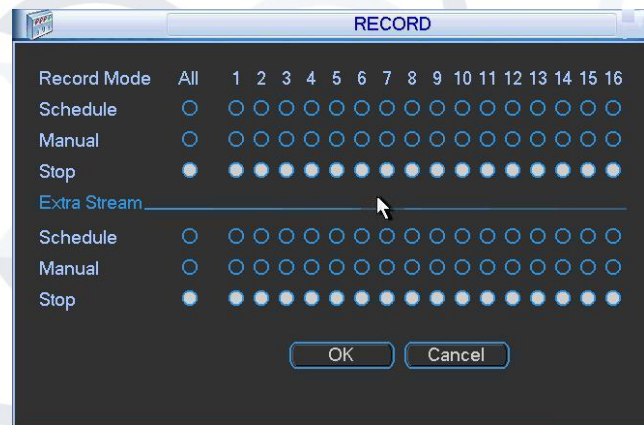 RECORD
Record Mode All 1 2 3 4 5 6 7 8 9 10 11 12 13 14 15 16
Schedule
Manual
Stop
Extra Stream
Schedule
Manual
Stop
OK Cancel